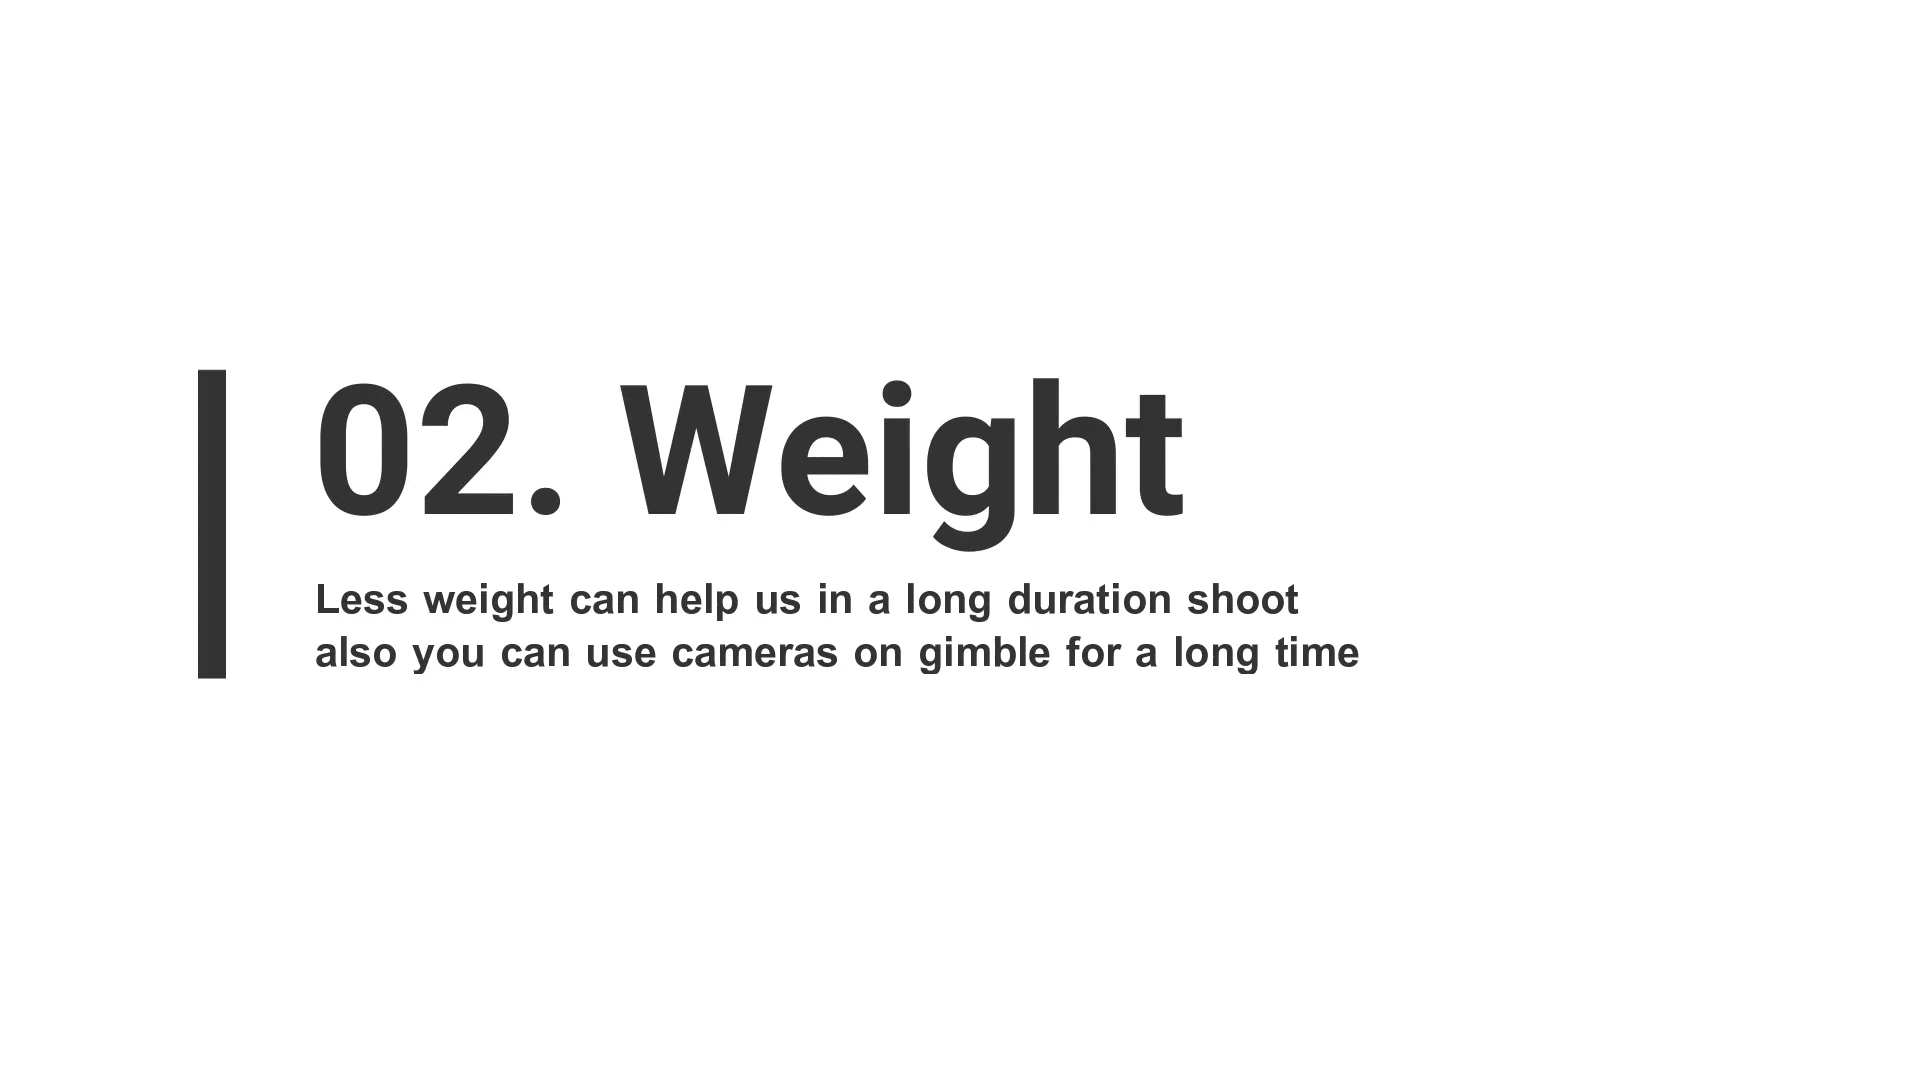 02. Weight
Less weight can help us in a long duration shoot
also you can use cameras on gimble for a long time